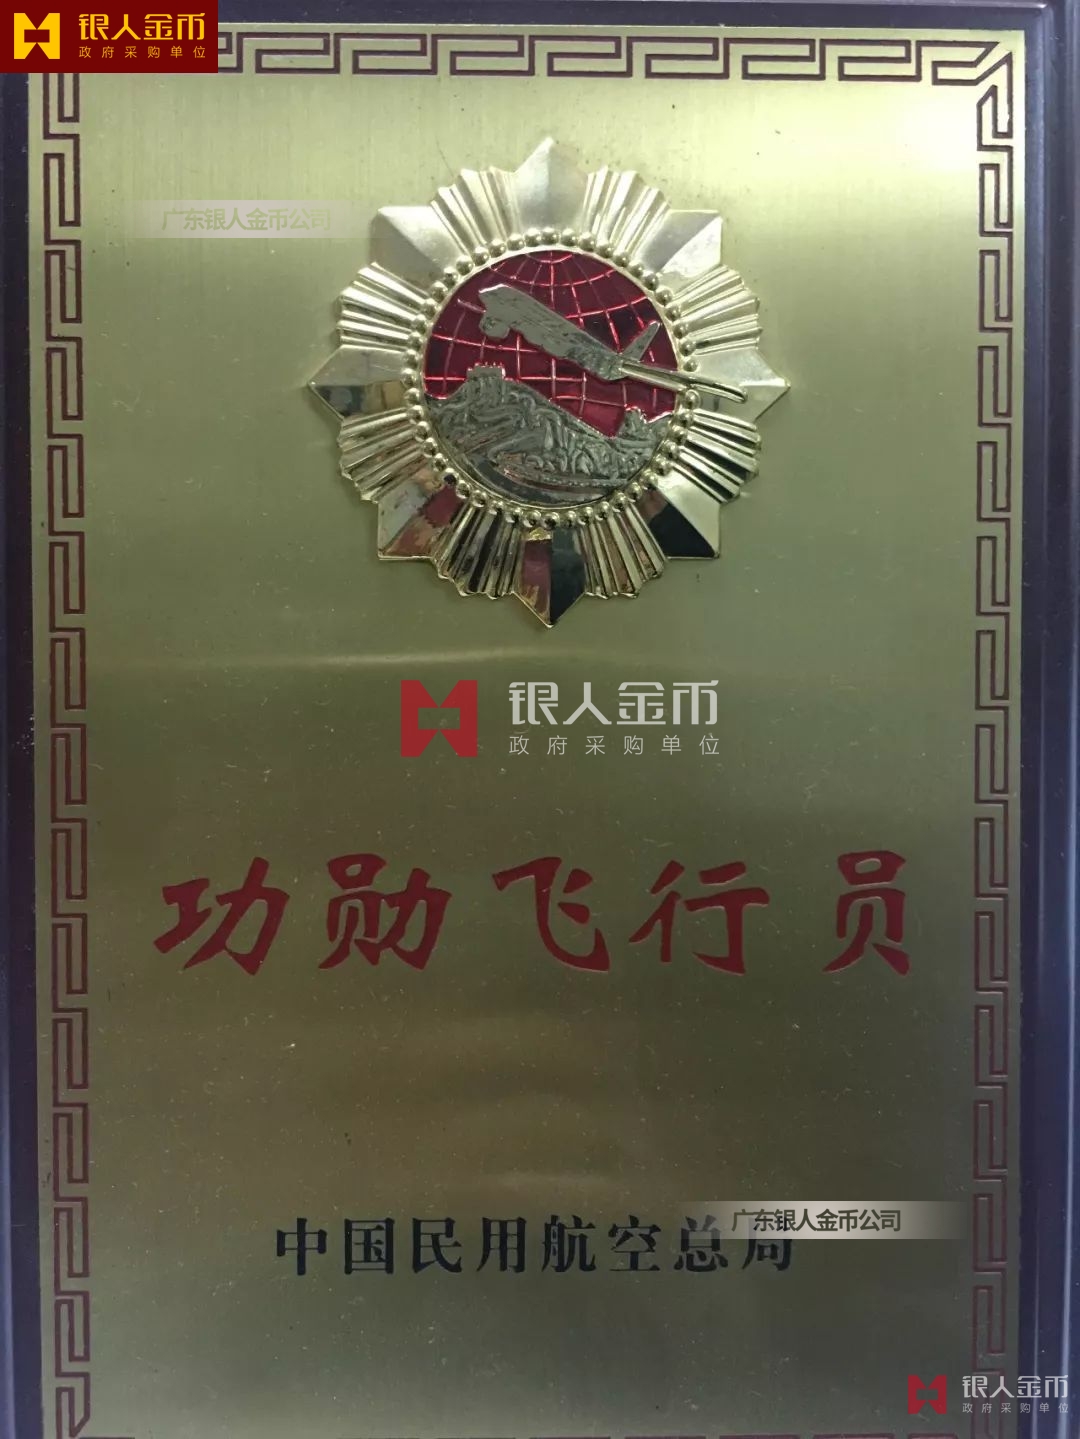 银人金币
政府采购单位
广东银人金币公司
银人金币
政府采购单位
功勋飞行员
广东银人金币公司
中国民用航空总局
银人金币
政府采购单位